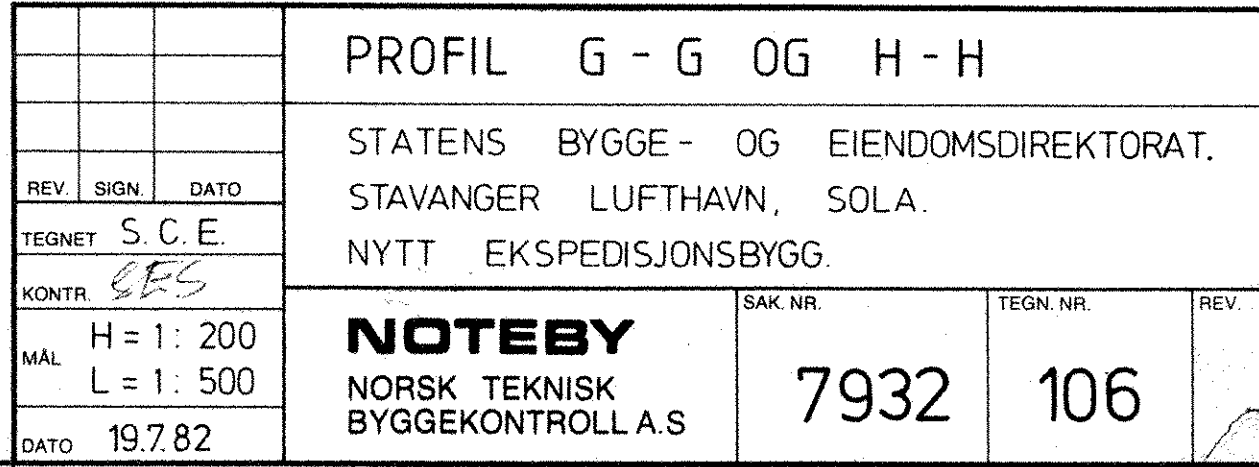 PROFIL G - G OG H - H
STATENS BYGGE- OG EIENDOMSDIREKTORAT.
STAVANGER LUFTHAVN, SOLA.
NYTT EKSPEDISJONSBYGG.
REV. SIGN. DATO
TEGNET S.C.E.
KONTR.
MÅL H = 1: 200
L = 1: 500
DATO 19.7.82
NOTEBY
NORSK TEKNISK
BYGGEKONTROLL A.S
SAK. NR.
7932
TEGN. NR.
106
REV.